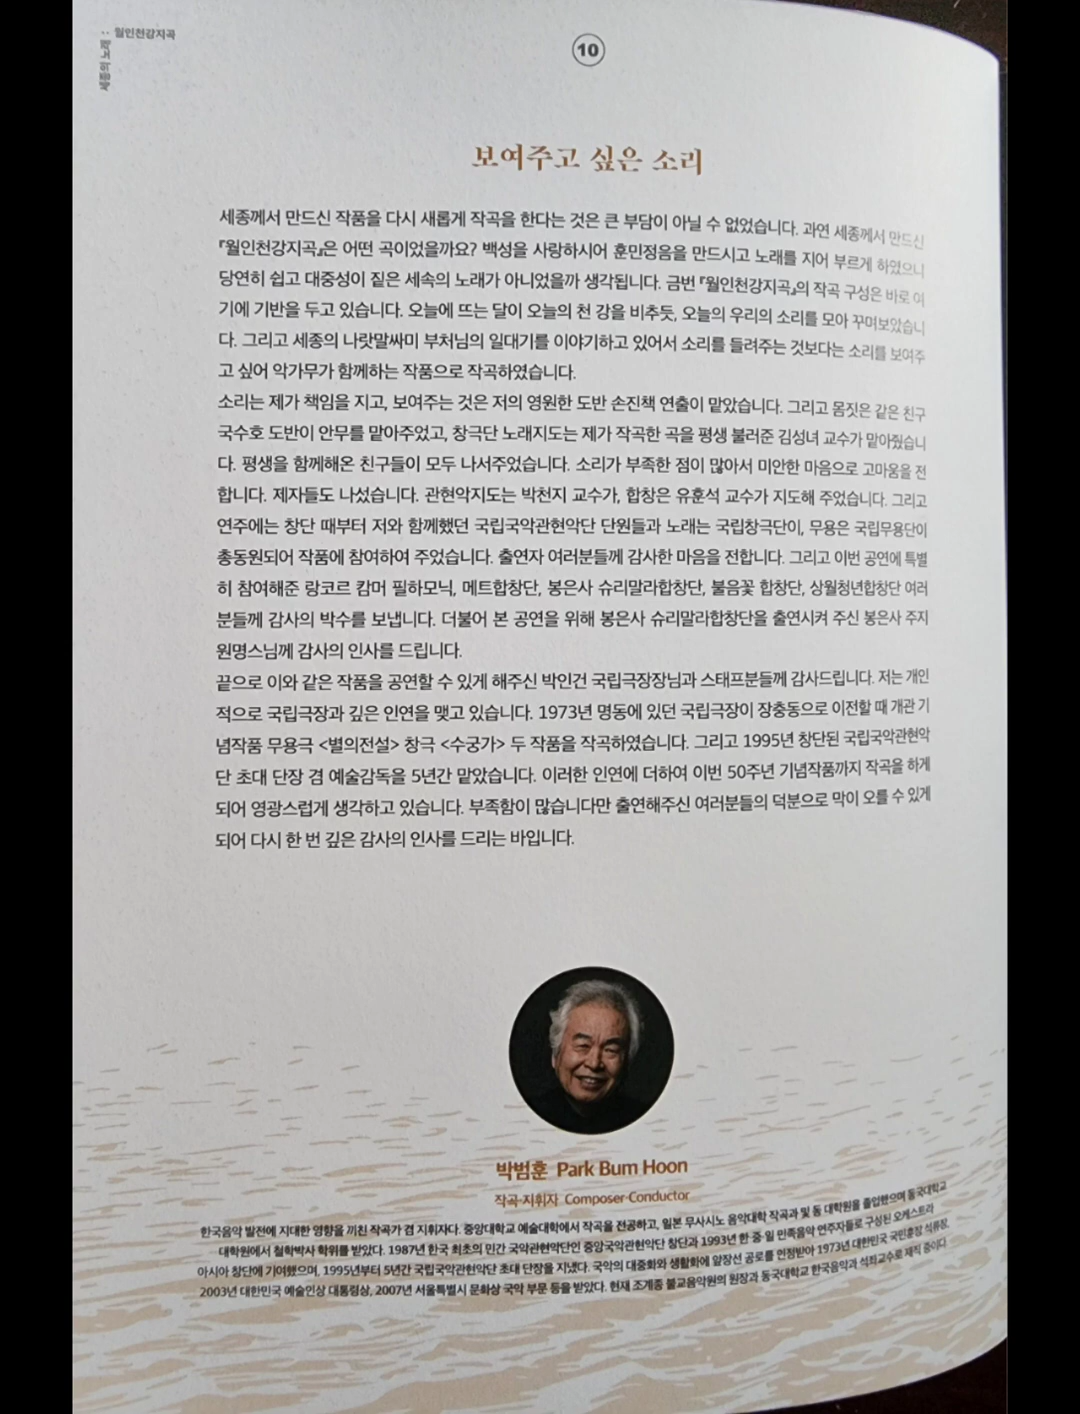 세종의 노래 : 월인천강지곡
10
보여주고 싶은 소리
세종께서 만드신 작품을 다시 새롭게 작곡을 한다는 것은 큰 부담이 아닐 수 없었습니다. 과연 세종께서 만드신
『월인천강지곡』은 어떤 곡이었을까요? 백성을 사랑하시어 훈민정음을 만드시고 노래를 지어 부르게 하였으니
당연히 쉽고 대중성이 짙은 세속의 노래가 아니었을까 생각됩니다. 금번 『월인천강지곡』의 작곡 구성은 바로 여
기에 기반을 두고 있습니다. 오늘에 뜨는 달이 오늘의 천 강을 비추듯, 오늘의 우리의 소리를 모아 꾸며보았습니
다. 그리고 세종의 나랏말싸미 부처님의 일대기를 이야기하고 있어서 소리를 들려주는 것보다는 소리를 보여주
고 싶어 악가무가 함께하는 작품으로 작곡하였습니다.
소리는 제가 책임을 지고, 보여주는 것은 저의 영원한 도반 손진책 연출이 맡았습니다. 그리고 몸짓은 같은 친구
국수호 도반이 안무를 맡아주었고, 창극단 노래지도는 제가 작곡한 곡을 평생 불러준 김성녀 교수가 맡아줬습니
다. 평생을 함께해온 친구들이 모두 나서주었습니다. 소리가 부족한 점이 많아서 미안한 마음으로 고마움을 전
합니다. 제자들도 나섰습니다. 관현악지도는 박천지 교수가, 합창은 유훈석 교수가 지도해 주었습니다. 그리고
연주에는 창단 때부터 저와 함께했던 국립국악관현악단 단원들과 노래는 국립창극단이, 무용은 국립무용단이
총동원되어 작품에 참여하여 주었습니다. 출연자 여러분들께 감사한 마음을 전합니다. 그리고 이번 공연에 특별
히 참여해준 랑코르 캄머 필하모닉, 메트합창단, 봉은사 슈리말라합창단, 불음꽃 합창단, 상월청년합창단 여러
분들께 감사의 박수를 보냅니다. 더불어 본 공연을 위해 봉은사 슈리말라합창단을 출연시켜 주신 봉은사 주지
원명스님께 감사의 인사를 드립니다.
끝으로 이와 같은 작품을 공연할 수 있게 해주신 박인건 국립극장장님과 스태프분들께 감사드립니다. 저는 개인
적으로 국립극장과 깊은 인연을 맺고 있습니다. 1973년 명동에 있던 국립극장이 장충동으로 이전할 때 개관 기
념작품 무용극 <별의전설> 창극 <수궁가> 두 작품을 작곡하였습니다. 그리고 1995년 창단된 국립국악관현악
단 초대 단장 겸 예술감독을 5년간 맡았습니다. 이러한 인연에 더하여 이번 50주년 기념작품까지 작곡을 하게
되어 영광스럽게 생각하고 있습니다. 부족함이 많습니다만 출연해주신 여러분들의 덕분으로 막이 오를 수 있게
되어 다시 한 번 깊은 감사의 인사를 드리는 바입니다.
박범훈 Park Bum Hoon
작곡·지휘자 Composer·Conductor
한국음악 발전에 지대한 영향을 끼친 작곡가 겸 지휘자다. 중앙대학교 예술대학에서 작곡을 전공하고, 일본 무사시노 음악대학 작곡과 및 동 대학원을 졸업했으며 동국대학교
대학원에서 철학박사 학위를 받았다. 1987년 한국 최초의 민간 국악관현악단인 중앙국악관현악단 창단과 1993년 한·중·일 민족음악 연주자들로 구성된 오케스트라
아시아 창단에 기여했으며, 1995년부터 5년간 국립국악관현악단 초대 단장을 지냈다. 국악의 대중화와 생활화에 앞장선 공로를 인정받아 1973년 대한민국 국민훈장 석류장,
2003년 대한민국 예술인상 대통령상, 2007년 서울특별시 문화상 국악 부문 등을 받았다. 현재 조계종 불교음악원의 원장과 동국대학교 한국음악과 석좌교수로 재직 중이다.